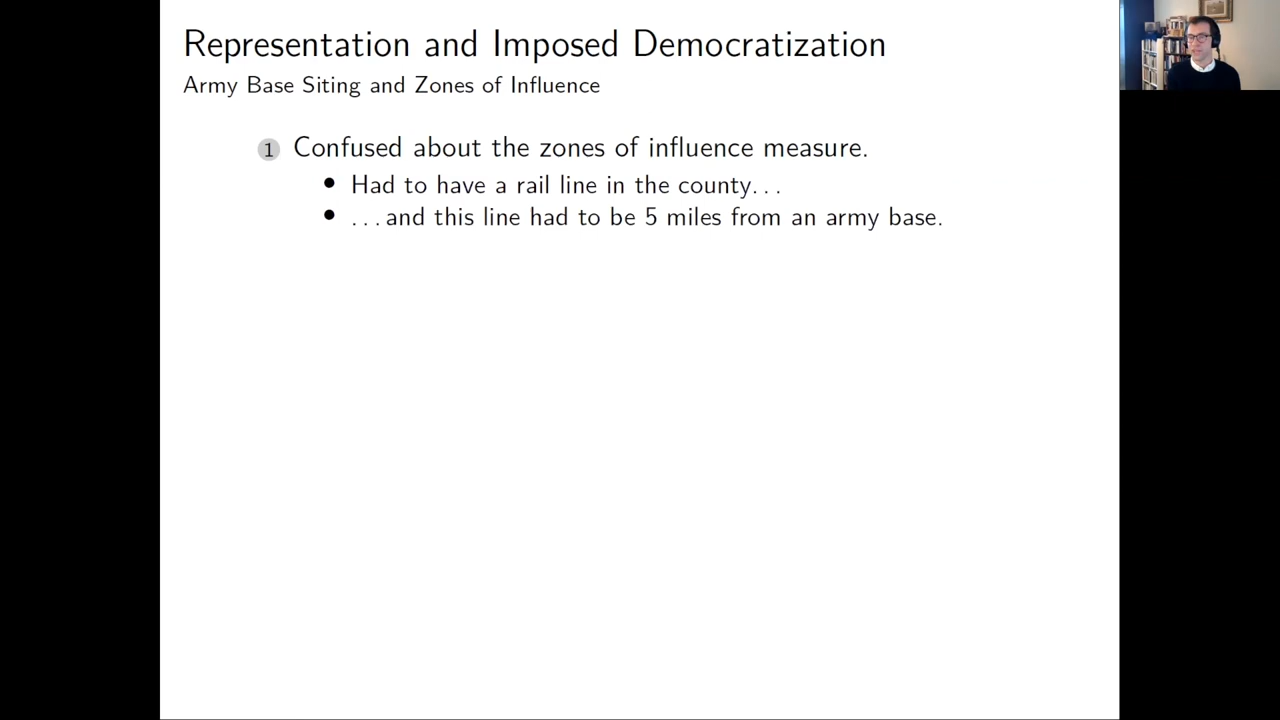 Representation and Imposed Democratization
Army Base Siting and Zones of Influence
1 Confused about the zones of influence measure.
• Had to have a rail line in the county...
• ...and this line had to be 5 miles from an army base.